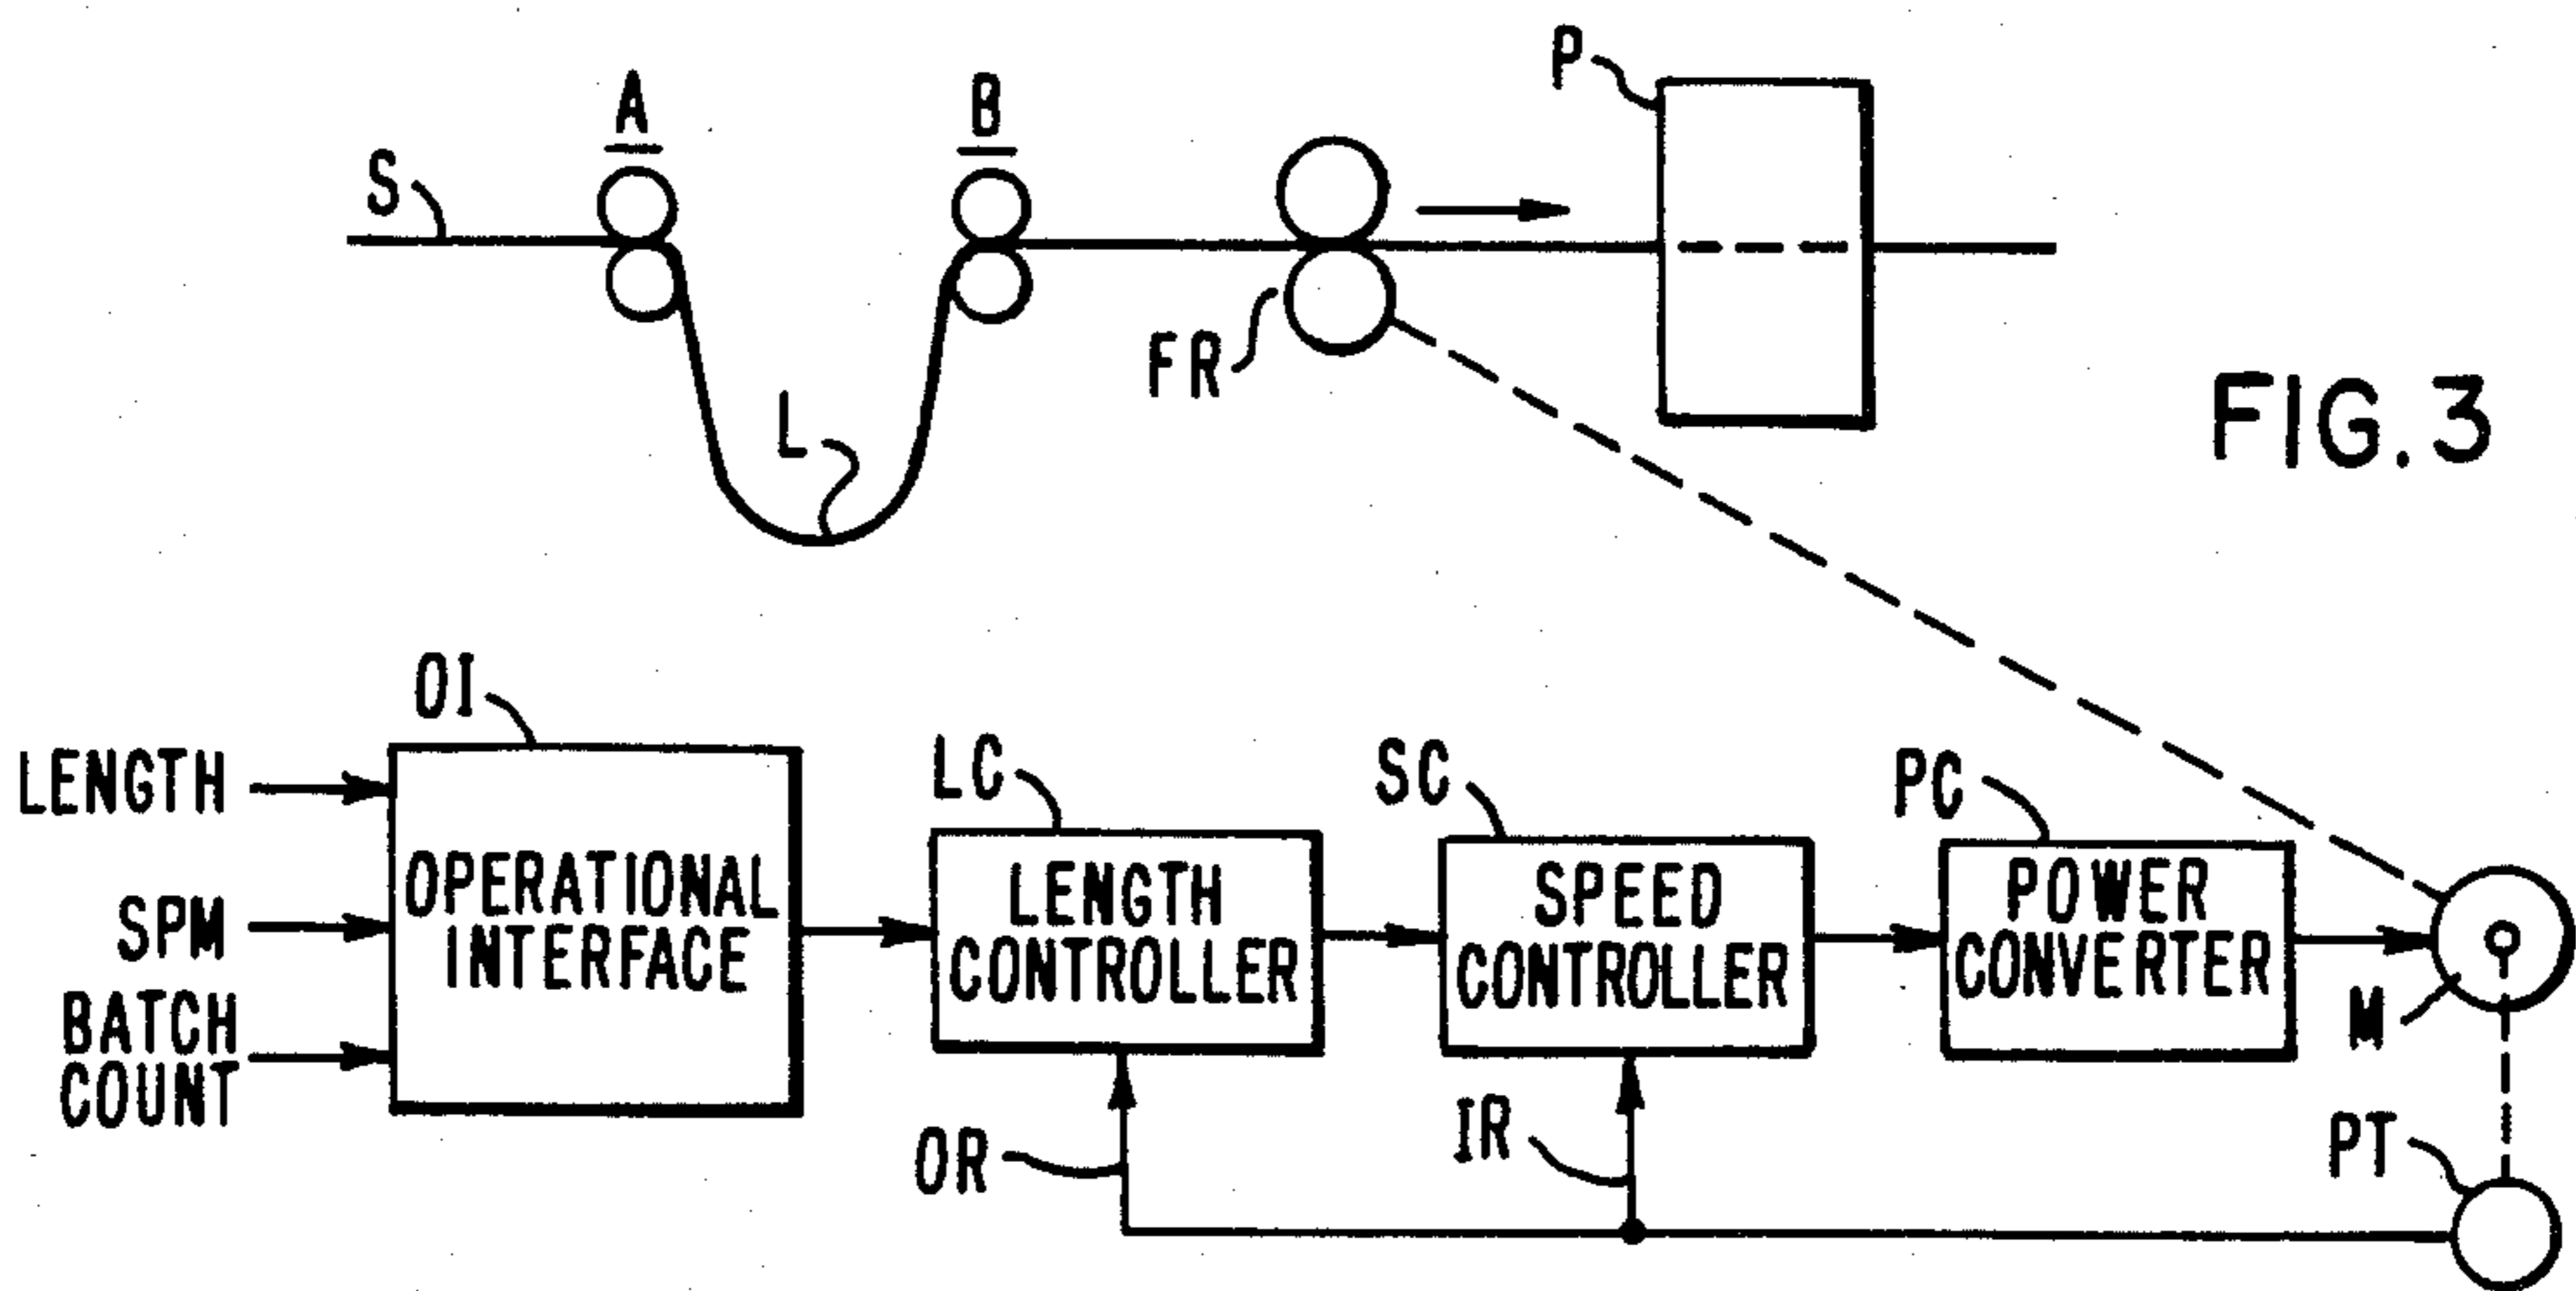 P
A
B
S
FR
L
FIG.3
OI
LENGTH
LC
SC
PC
SPM
OPERATIONAL
INTERFACE
LENGTH
CONTROLLER
SPEED
CONTROLLER
POWER
CONVERTER
M
BATCH
COUNT
OR
IR
PT